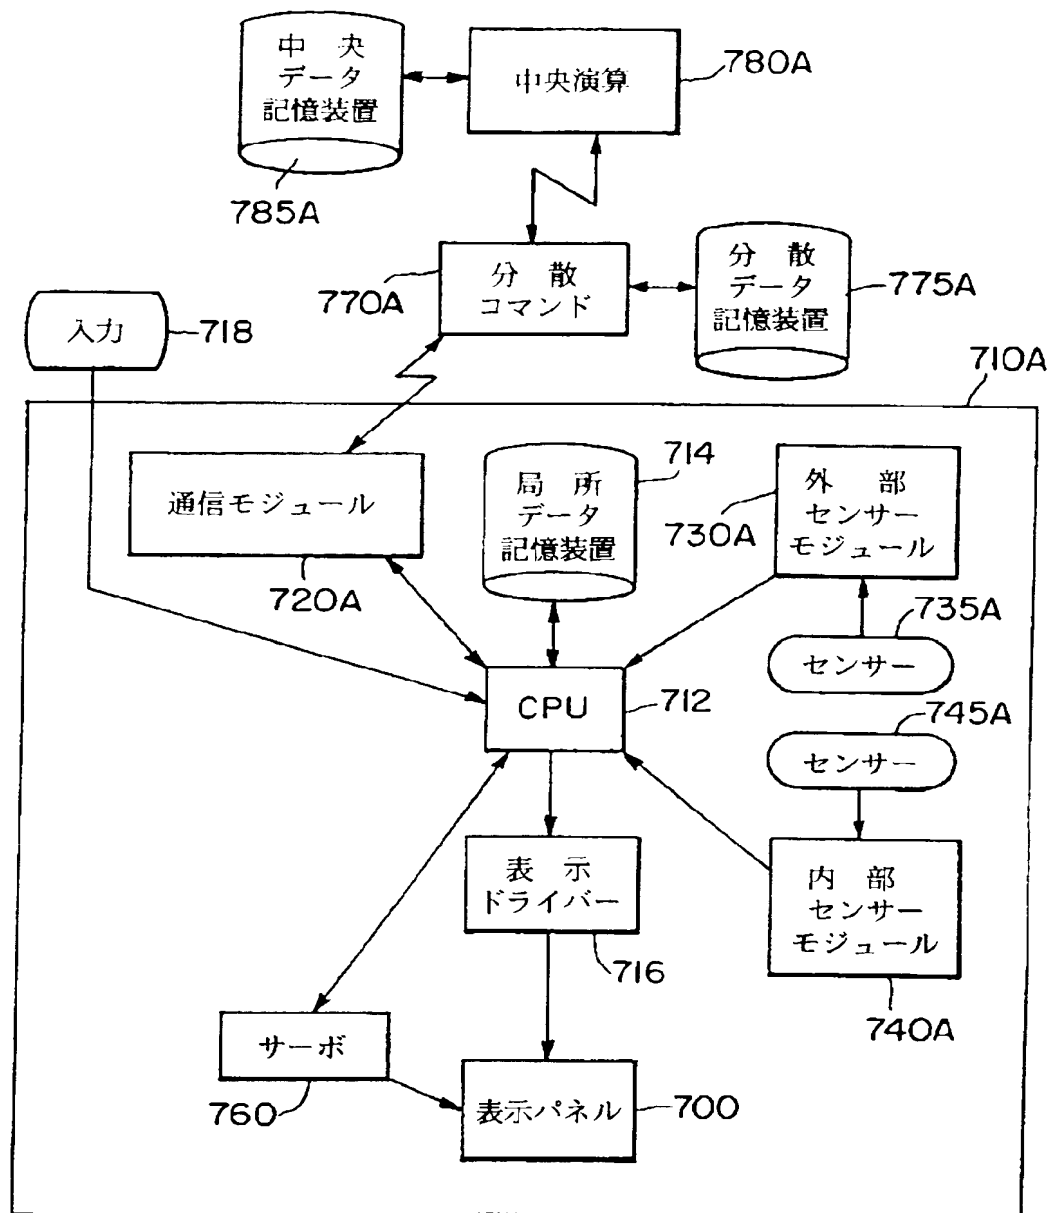 中 央
データ
記憶装置
中央演算
780A
785A
分 散
コマンド
770A
分 散
データ
記憶装置
775A
入力
718
710A
通信モジュール
720A
局 所
データ
記憶装置
714
外 部
センサー
モジュール
730A
735A
センサー
CPU
712
745A
センサー
表 示
ドライバー
716
内 部
センサー
モジュール
740A
サーボ
760
表示パネル
700